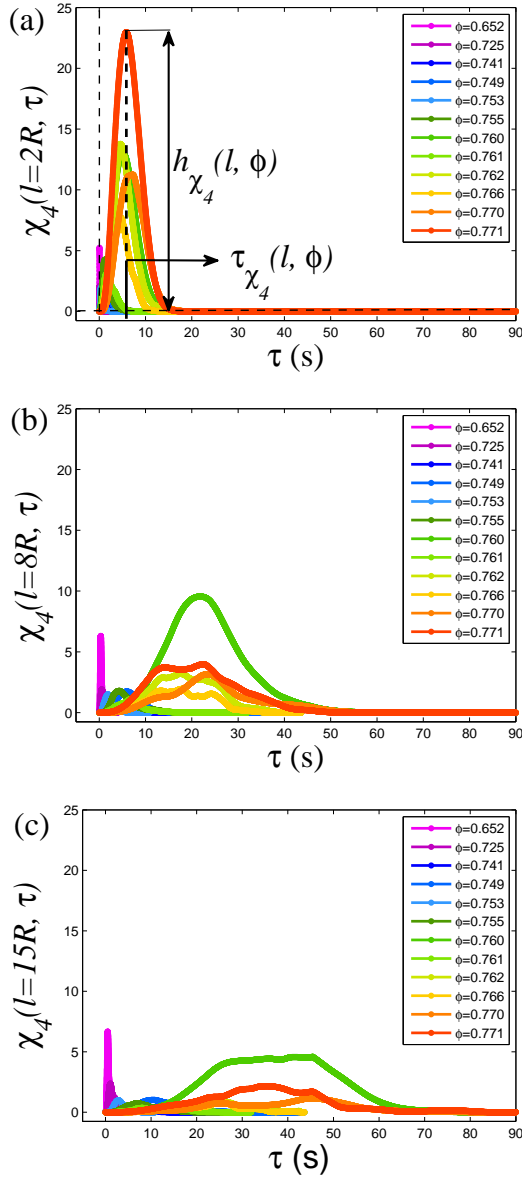 (a)
25
20
15
10
5
0
χ4(l=2R, τ)
hχ4(l, ϕ)
τχ4(l, ϕ)
ϕ=0.652
ϕ=0.725
ϕ=0.741
ϕ=0.749
ϕ=0.753
ϕ=0.755
ϕ=0.760
ϕ=0.761
ϕ=0.762
ϕ=0.766
ϕ=0.770
ϕ=0.771
0 10 20 30 40 50 60 70 80 90
τ (s)
(b)
25
20
15
10
5
0
χ4(l=8R, τ)
ϕ=0.652
ϕ=0.725
ϕ=0.741
ϕ=0.749
ϕ=0.753
ϕ=0.755
ϕ=0.760
ϕ=0.761
ϕ=0.762
ϕ=0.766
ϕ=0.770
ϕ=0.771
0 10 20 30 40 50 60 70 80 90
τ (s)
(c)
25
20
15
10
5
0
χ4(l=15R, τ)
ϕ=0.652
ϕ=0.725
ϕ=0.741
ϕ=0.749
ϕ=0.753
ϕ=0.755
ϕ=0.760
ϕ=0.761
ϕ=0.762
ϕ=0.766
ϕ=0.770
ϕ=0.771
0 10 20 30 40 50 60 70 80 90
τ (s)